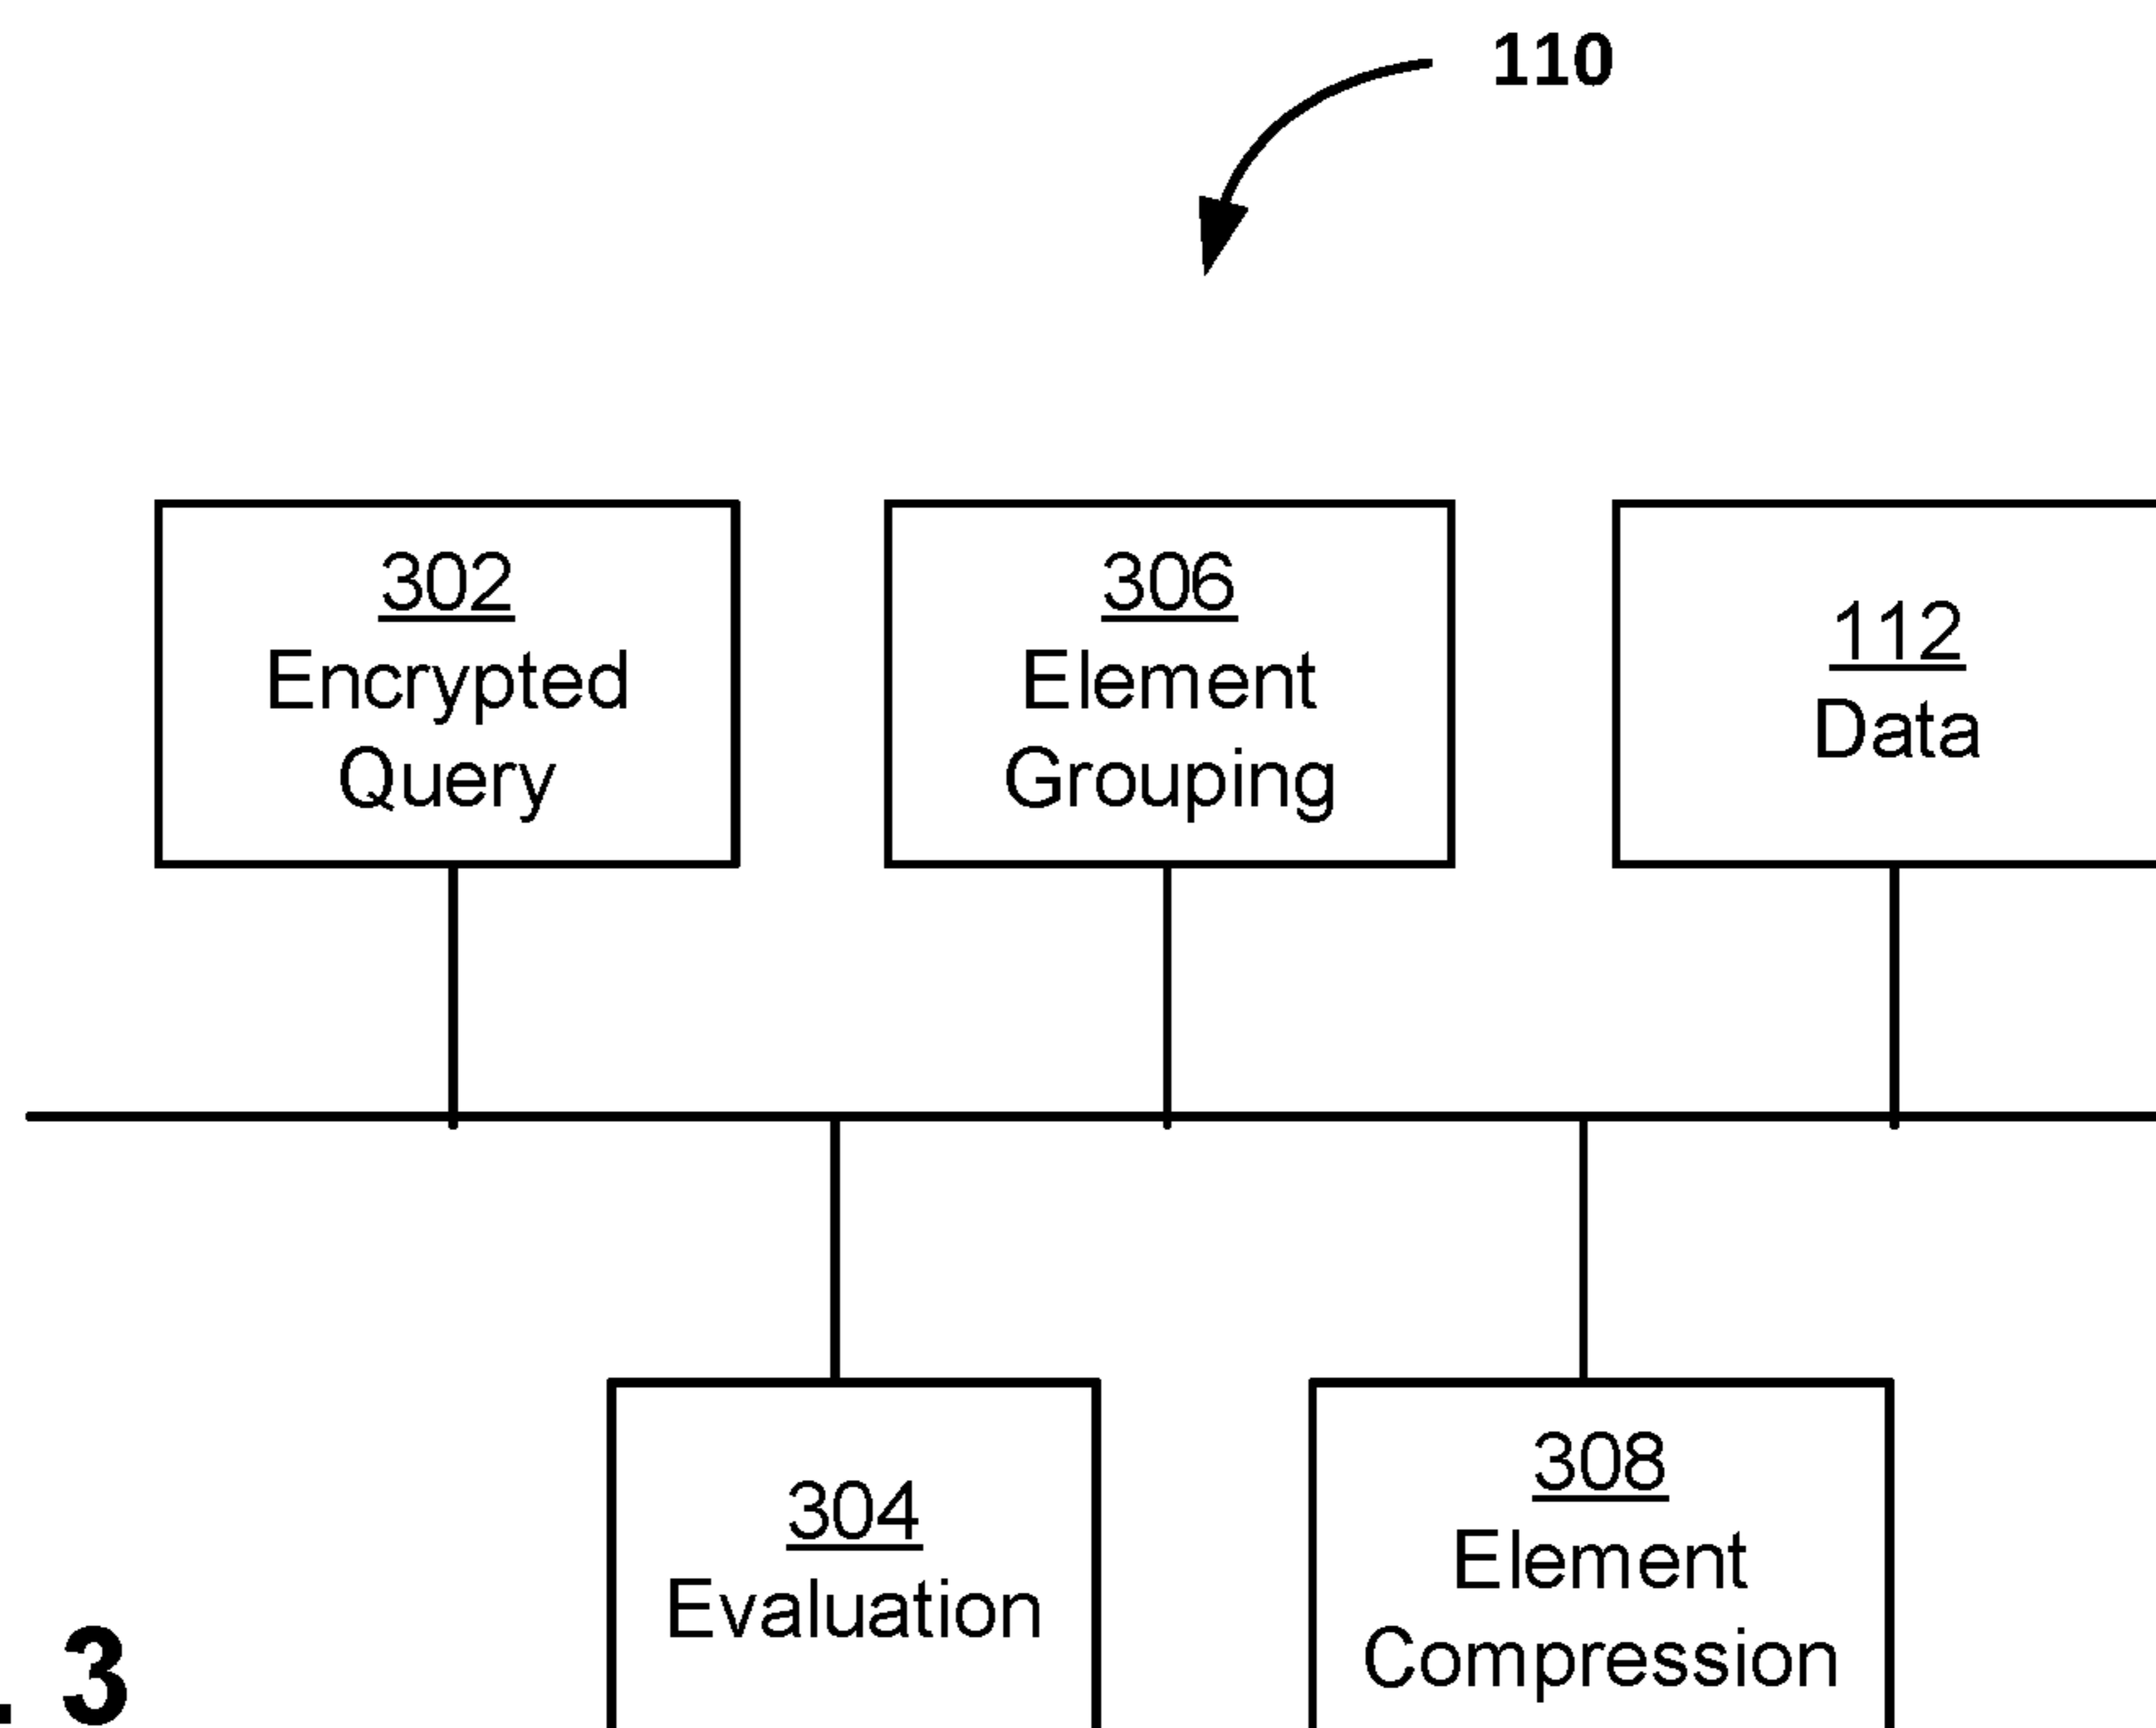 110
302
Encrypted
Query
306
Element
Grouping
112
Data
304
Evaluation
308
Element
Compression
. 3